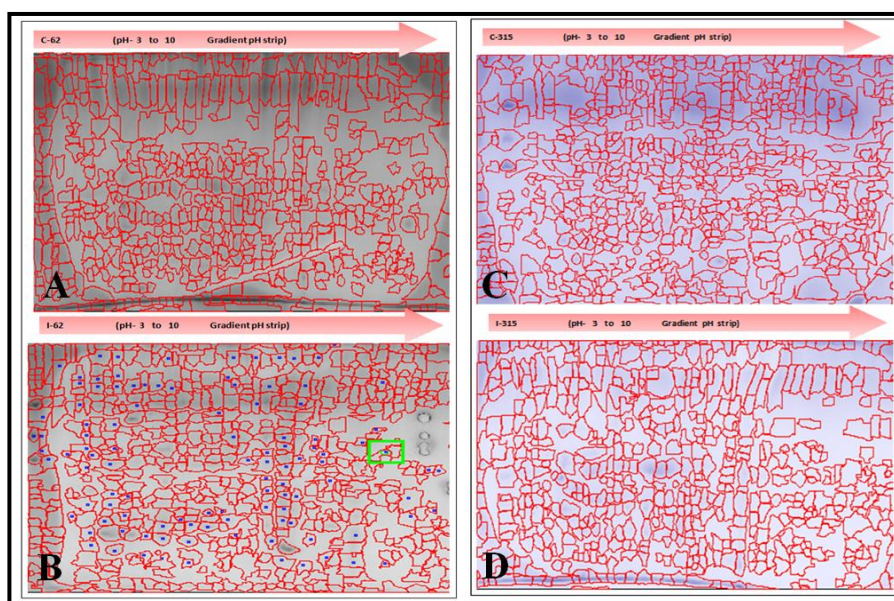 C-62 (pH- 3 to 10 Gradient pH strip)
A
I-62 (pH- 3 to 10 Gradient pH strip)
B
C-315 (pH- 3 to 10 Gradient pH strip)
C
I-315 (pH- 3 to 10 Gradient pH strip)
D